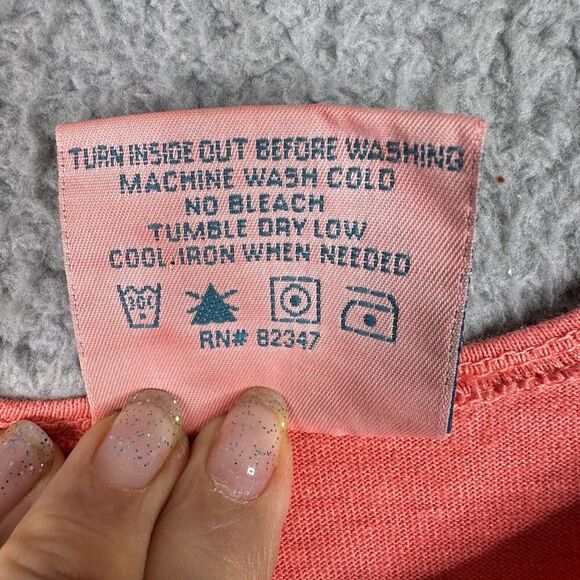 TURN INSIDE OUT BEFORE WASHING
MACHINE WASH COLD
NO BLEACH
TUMBLE DRY LOW
COOL IRON WHEN NEEDED
30C
RN# 82347